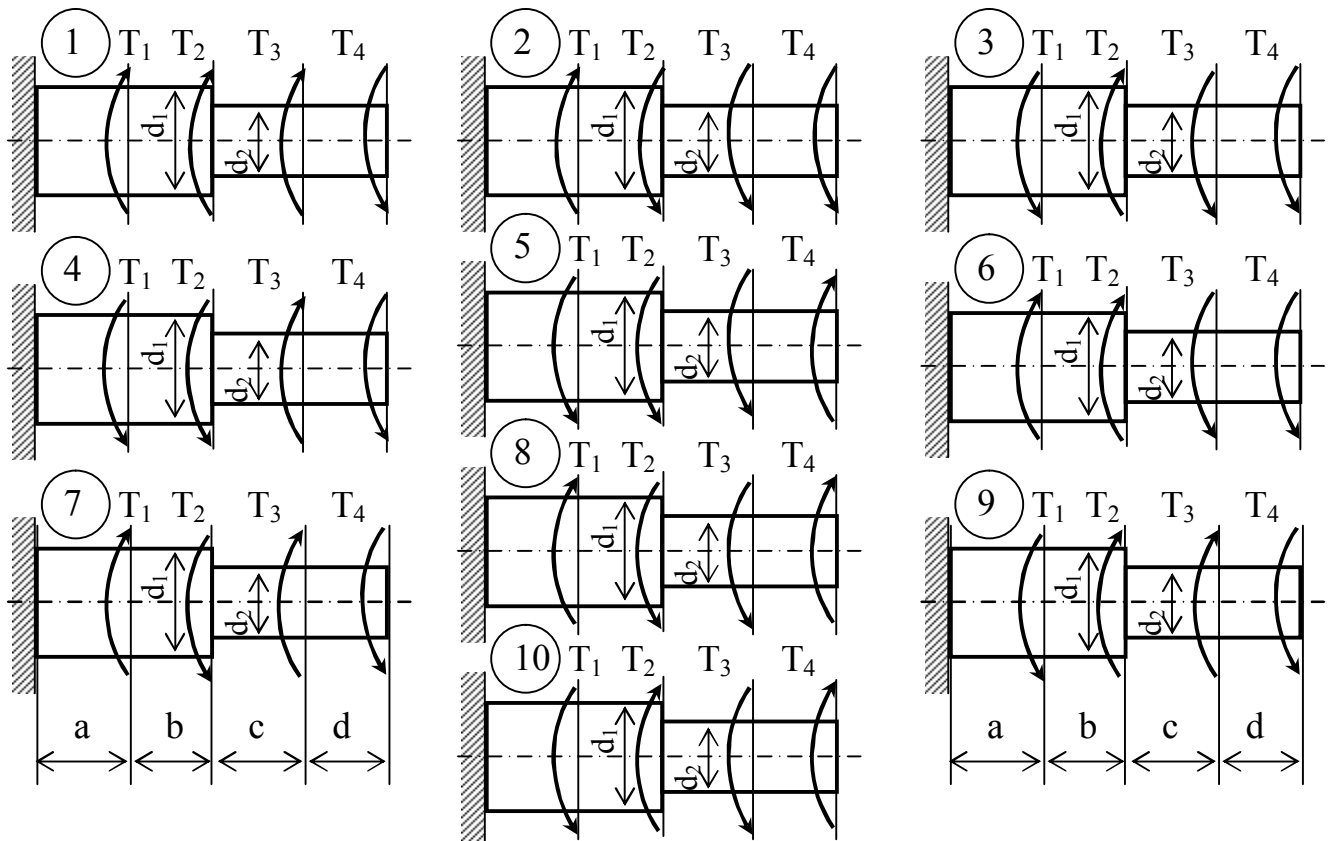 1 T₁ T₂ T₃ T₄ d₁ d₂
2 T₁ T₂ T₃ T₄ d₁ d₂
3 T₁ T₂ T₃ T₄ d₁ d₂
4 T₁ T₂ T₃ T₄ d₁ d₂
5 T₁ T₂ T₃ T₄ d₁ d₂
6 T₁ T₂ T₃ T₄ d₁ d₂
7 T₁ T₂ T₃ T₄ d₁ d₂
a b c d
8 T₁ T₂ T₃ T₄ d₁ d₂
9 T₁ T₂ T₃ T₄ d₁ d₂
a b c d
10 T₁ T₂ T₃ T₄ d₁ d₂